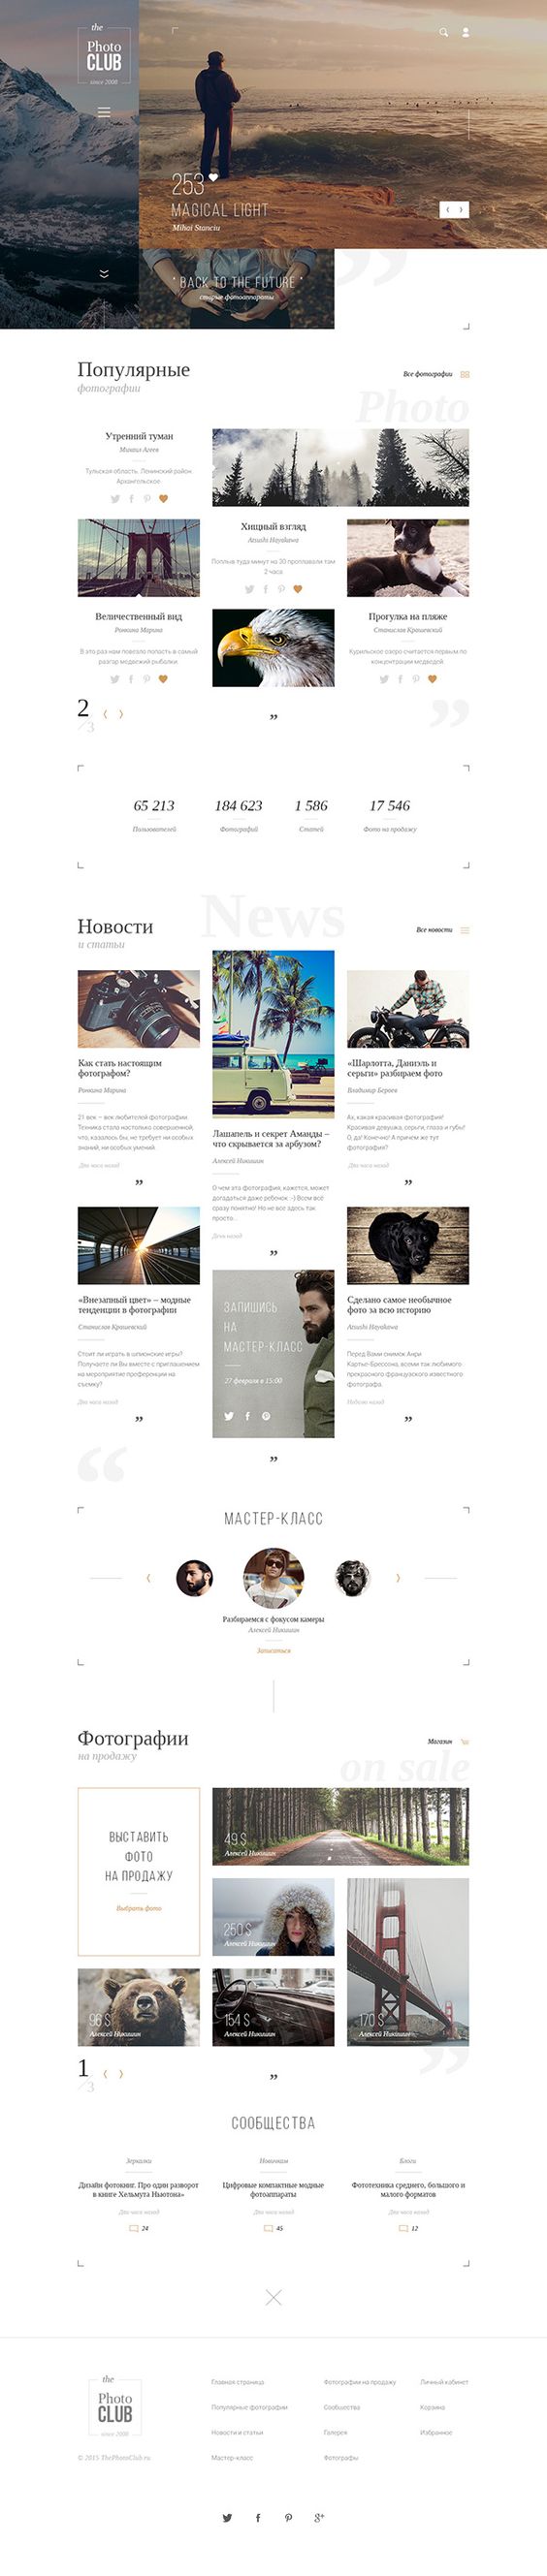 the
Photo
CLUB
since 2008
253
MAGICAL LIGHT
Mihai Stanciu
" BACK TO THE FUTURE "
старые фотоаппараты
Популярные
фотографии
Все фотографии
Photo
Утренний туман
Михаил Агеев
Тульская область. Ленинский район.
Архангельское.
Хищный взгляд
Atsushi Hayakawa
Поплыв туда минут на 30 проплавали там
2 часа
Величественный вид
Ронкина Марина
В это раз нам повезло попасть в самый
разгар медвежий рыбалки.
Прогулка на пляже
Станислав Крашевский
Курильское озеро считается первым по
концентрации медведей.
2
/3
65 213
Пользователей
184 623
Фотографий
1 586
Статей
17 546
Фото на продажу
News
Новости
и статьи
Все новости
Как стать настоящим
фотографом?
Ронкина Марина
21 век – век любителей фотографии.
Техника стала настолько совершенной,
что, казалось бы, не требует ни особых
знаний, ни особых умений.
Два часа назад
Лашапель и секрет Аманды –
что скрывается за арбузом?
Алексей Никишин
О чем эта фотография, кажется, может
догадаться даже ребенок :-) Всем всё
сразу понятно! Но не все здесь так
просто...
День назад
«Шарлотта, Даниэль и
серьги» разбираем фото
Владимир Береев
Ах, какая красивая фотография!
Красивая девушка, серьги, глаза и губы!
О, да! Конечно! А причём же тут
фотография?
Два часа назад
«Внезапный цвет» – модные
тенденции в фотографии
Станислав Крашевский
Стоит ли играть в шпионские игры?
Получаете ли Вы вместе с приглашением
на мероприятие преференции на
съемку?
Два часа назад
ЗАПИШИСЬ
НА
МАСТЕР-КЛАСС
27 февраля в 15:00
Сделано самое необычное
фото за всю историю
Atsushi Hayakawa
Перед Вами снимок Анри
Картье-Брессона, всеми так любимого
прекрасного французского известного
фотографа.
Неделю назад
МАСТЕР-КЛАСС
Разбираемся с фокусом камеры
Алексей Никишин
Записаться
Фотографии
на продажу
Магазин
on sale
ВЫСТАВИТЬ
ФОТО
НА ПРОДАЖУ
Выбрать фото
49 $
Алексей Никишин
250 $
Алексей Никишин
96 $
Алексей Никишин
154 $
Алексей Никишин
170 $
Алексей Никишин
1
/3
СООБЩЕСТВА
Зеркалки
Дизайн фотокниг. Про один разворот
в книге Хельмута Ньютона»
Два часа назад
24
Новичкам
Цифровые компактные модные
фотоаппараты
Два часа назад
45
Блоги
Фототехника среднего, большого и
малого форматов
Два часа назад
12
the
Photo
CLUB
since 2008
© 2015 ThePhotoClub.ru
Главная страница
Популярные фотографии
Новости и статьи
Мастер-класс
Фотографии на продажу
Сообщества
Галерея
Фотографы
Личный кабинет
Корзина
Избранное